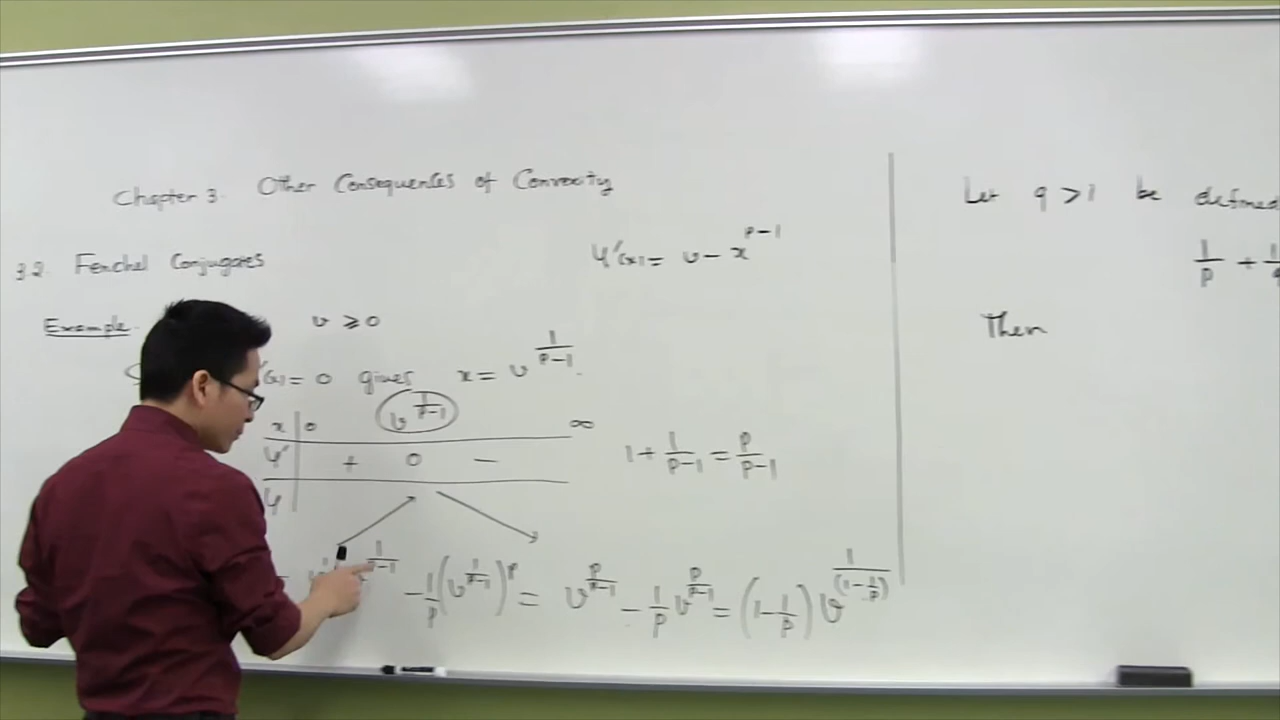 Chapter 3. Other Consequences of Convexity
3.2. Fenchel Conjugates
φ'(x) = v − x^{p−1}
Example
v ≥ 0
'(x) = 0 gives x = v^{1/(p−1)}.
x | 0 v^{1/(p−1)} ∞
φ' | + 0 −
φ
1 + 1/(p−1) = p/(p−1)
− 1/p (v^{1/(p−1)})^p = v^{p/(p−1)} − 1/p v^{p/(p−1)} = (1 − 1/p) v^{1/(1−1/p)}
Let q > 1 be defined
1/p + 1/q
Then